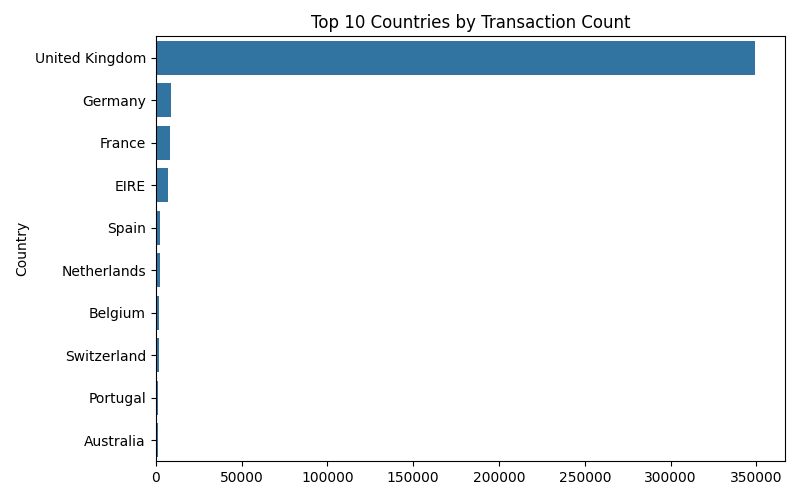 Top 10 Countries by Transaction Count
Country
United Kingdom
Germany
France
EIRE
Spain
Netherlands
Belgium
Switzerland
Portugal
Australia
0 50000 100000 150000 200000 250000 300000 350000